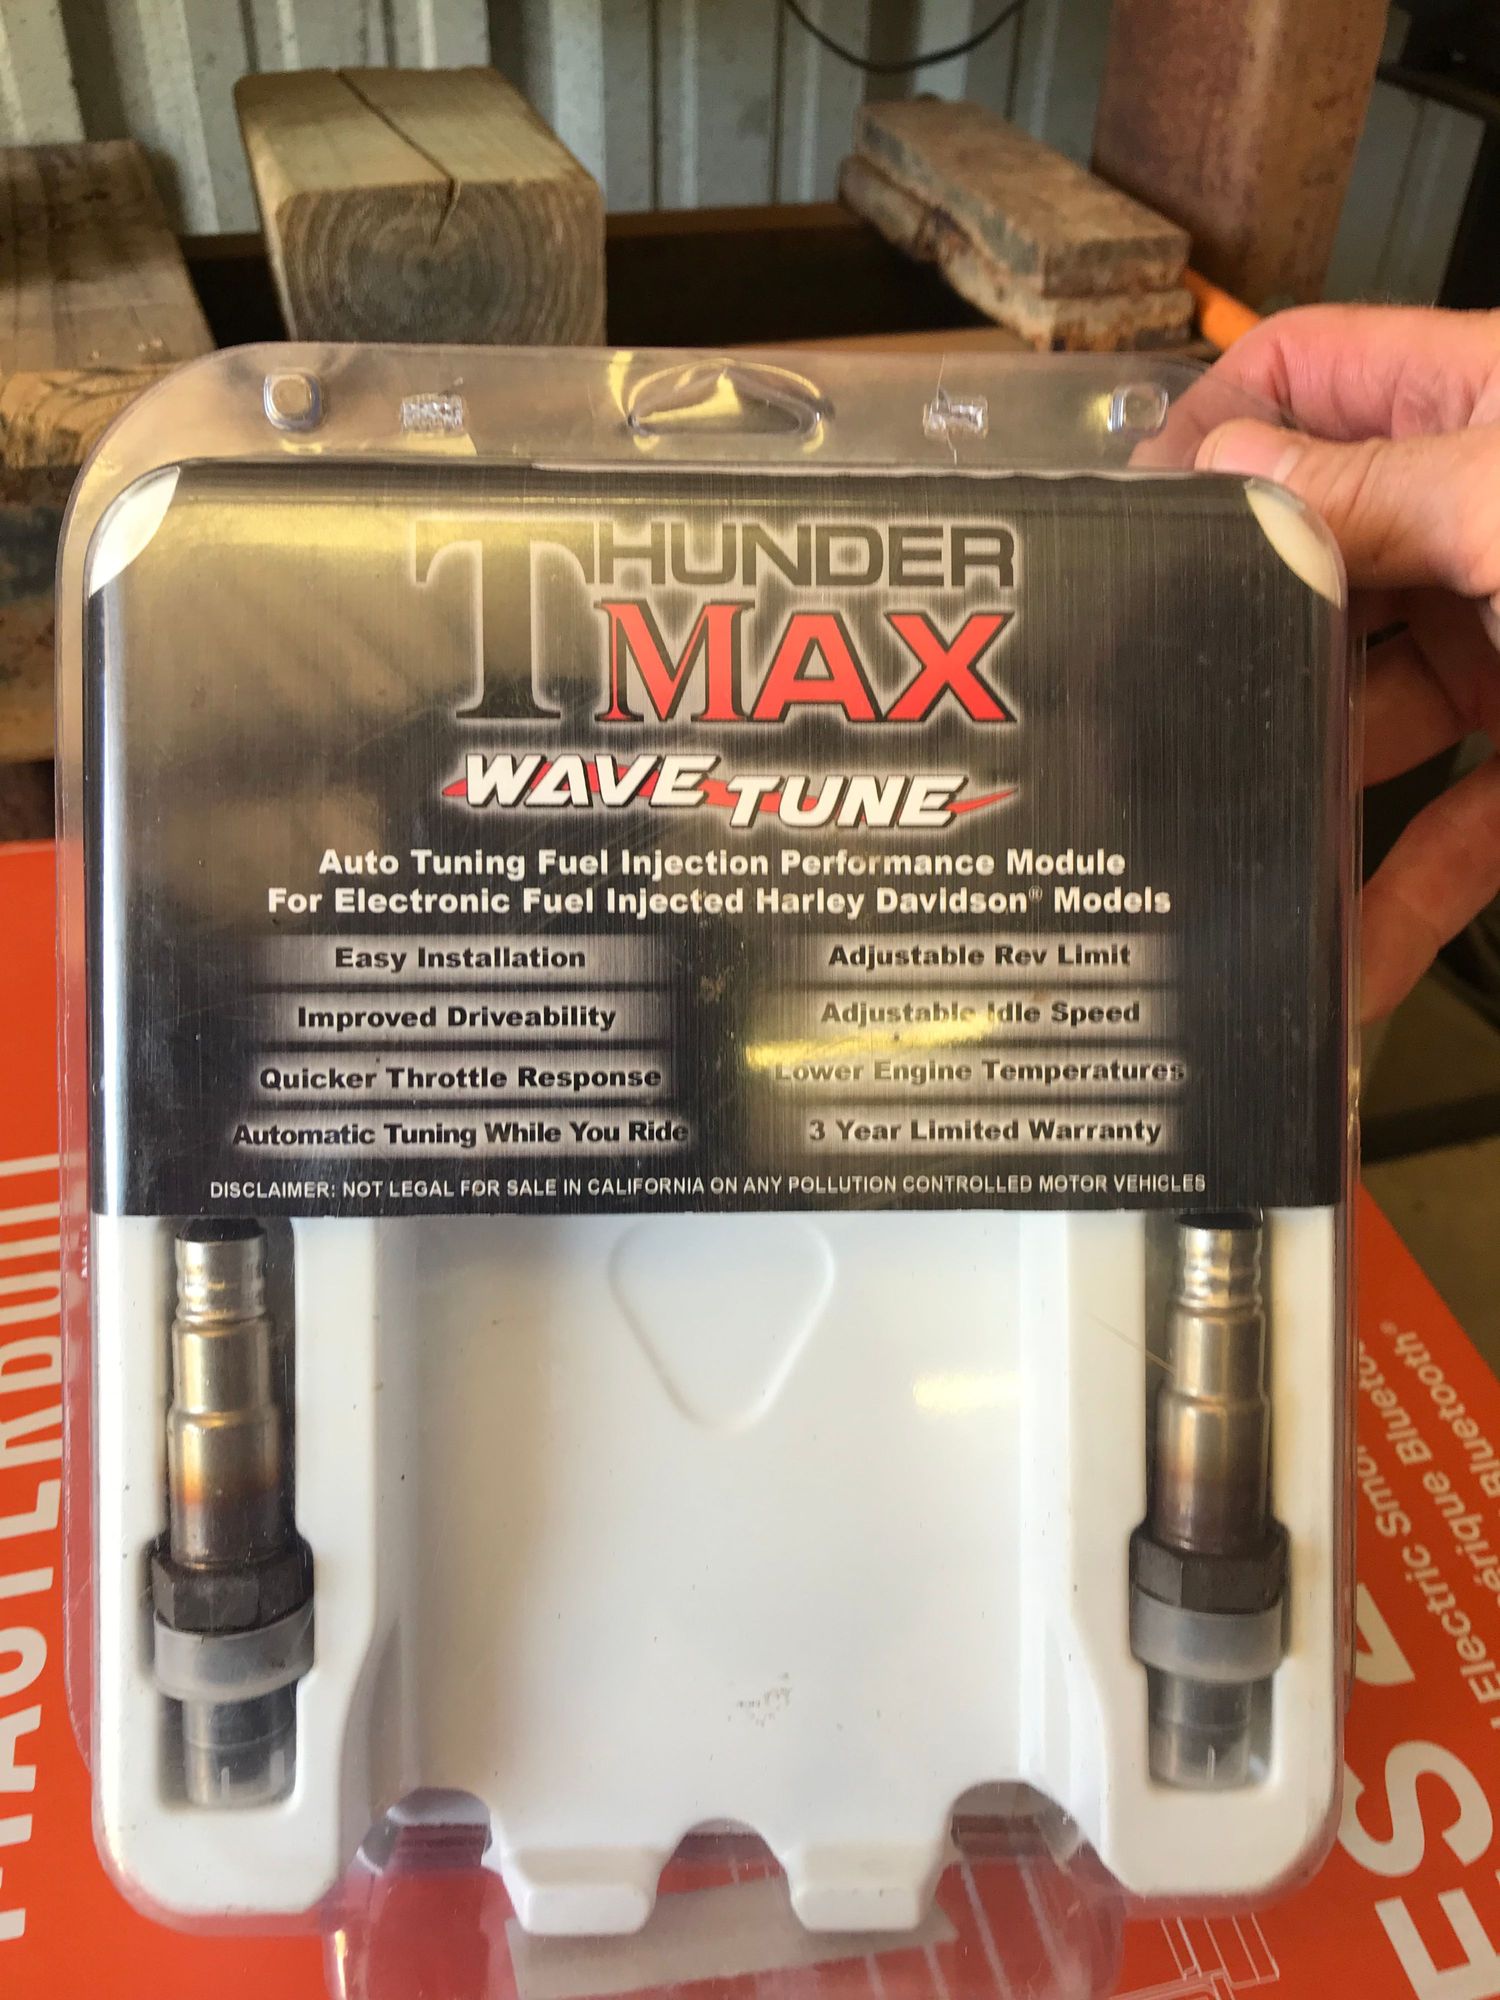 THUNDER
MAX
WAVE TUNE
Auto Tuning Fuel Injection Performance Module
For Electronic Fuel Injected Harley Davidson® Models
Easy Installation
Adjustable Rev Limit
Improved Driveability
Adjustable Idle Speed
Quicker Throttle Response
Lower Engine Temperatures
Automatic Tuning While You Ride
3 Year Limited Warranty
DISCLAIMER: NOT LEGAL FOR SALE IN CALIFORNIA ON ANY POLLUTION CONTROLLED MOTOR VEHICLES
Bluetooth®
Electric